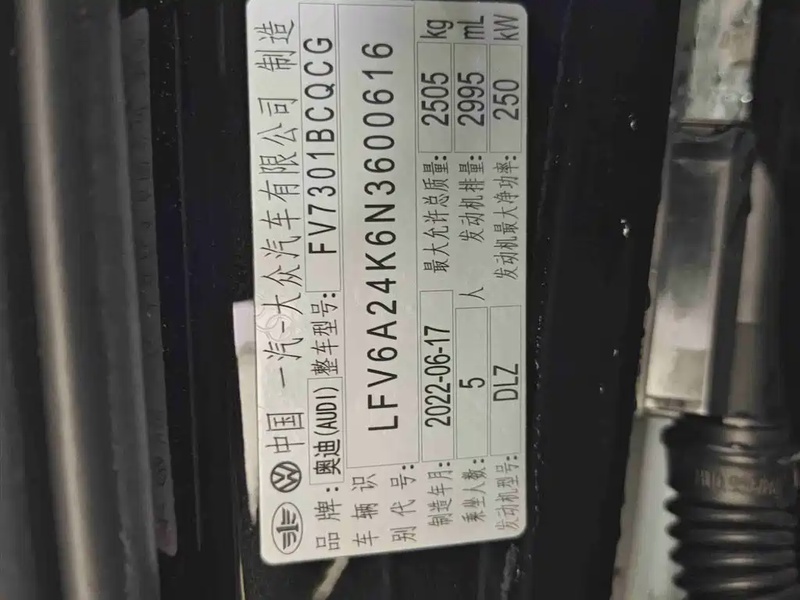 中国 一汽-大众汽车有限公司 制造
品牌: 奥迪(AUDI) 整车型号: FV7301BCQCG
车辆识别代号: LFV6A24K6N3600616
制造年月: 2022-06-17 最大允许总质量: 2505 kg
乘坐人数: 5 人 发动机排量: 2995 mL
发动机型号: DLZ 发动机最大净功率: 250 kW